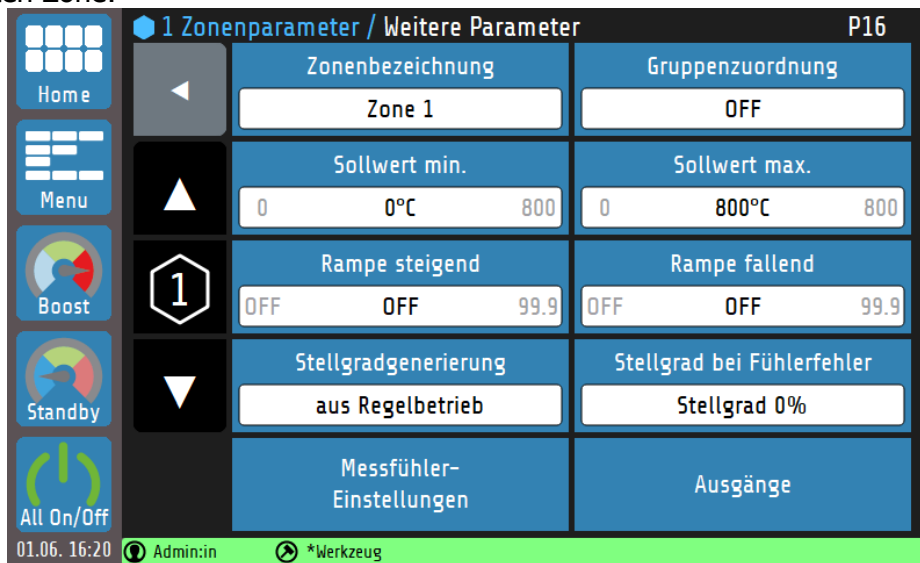 1 Zonenparameter / Weitere Parameter P16
Home
Menu
Boost
Standby
All On/Off
01.06. 16:20
Zonenbezeichnung
Zone 1
Gruppenzuordnung
OFF
Sollwert min.
0 0°C 800
Sollwert max.
0 800°C 800
1
Rampe steigend
OFF OFF 99.9
Rampe fallend
OFF OFF 99.9
Stellgradgenerierung
aus Regelbetrieb
Stellgrad bei Fühlerfehler
Stellgrad 0%
Messfühler-
Einstellungen
Ausgänge
Admin:in *Werkzeug